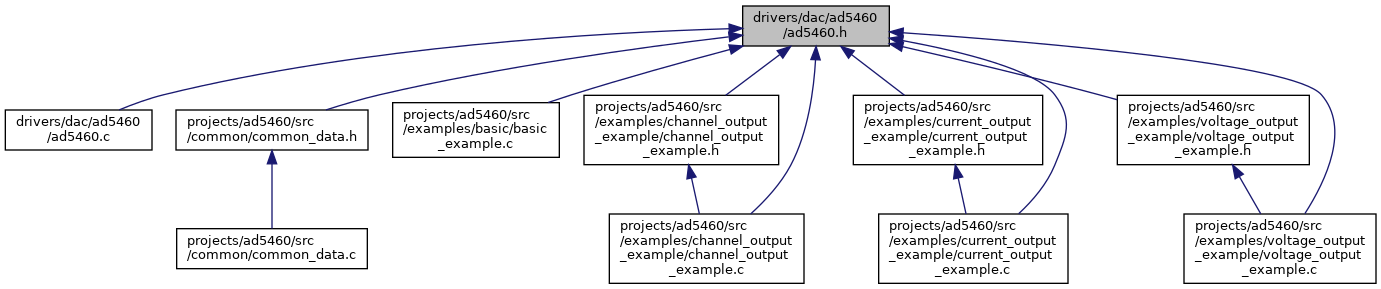 drivers/dac/ad5460
/ad5460.h
drivers/dac/ad5460
/ad5460.c
projects/ad5460/src
/common/common_data.h
projects/ad5460/src
/examples/basic/basic
_example.c
projects/ad5460/src
/examples/channel_output
_example/channel_output
_example.h
projects/ad5460/src
/examples/current_output
_example/current_output
_example.h
projects/ad5460/src
/examples/voltage_output
_example/voltage_output
_example.h
projects/ad5460/src
/common/common_data.c
projects/ad5460/src
/examples/channel_output
_example/channel_output
_example.c
projects/ad5460/src
/examples/current_output
_example/current_output
_example.c
projects/ad5460/src
/examples/voltage_output
_example/voltage_output
_example.c